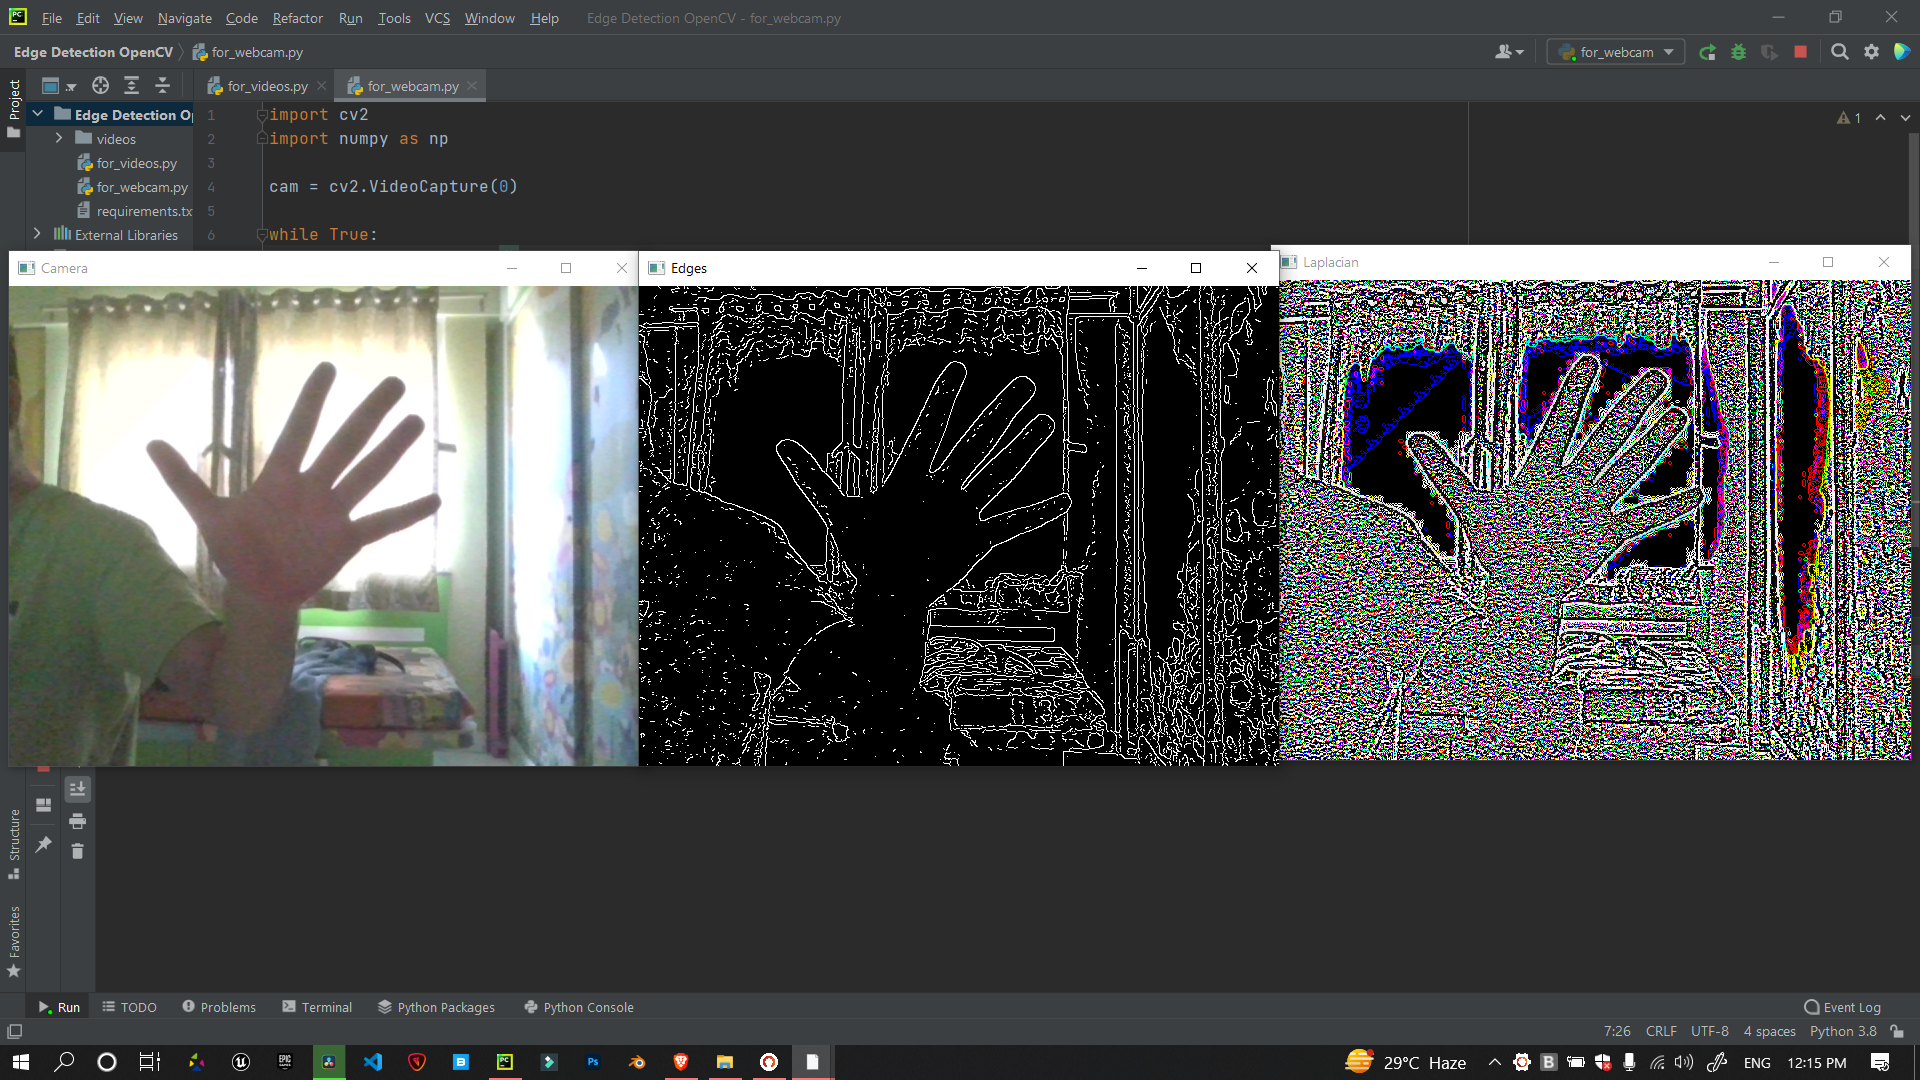 PC
File Edit View Navigate Code Refactor Run Tools VCS Window Help Edge Detection OpenCV - for_webcam.py
Edge Detection OpenCV for_webcam.py
for_webcam
Project
for_videos.py for_webcam.py
Edge Detection Op
videos
for_videos.py
for_webcam.py
requirements.tx
External Libraries
1 import cv2
2 import numpy as np
3
4 cam = cv2.VideoCapture(0)
5
6 while True:
1
Camera
Edges
Laplacian
Structure
Favorites
Run TODO Problems Terminal Python Packages Python Console Event Log
7:26 CRLF UTF-8 4 spaces Python 3.8
PC Ps B
29°C Haze ENG 12:15 PM